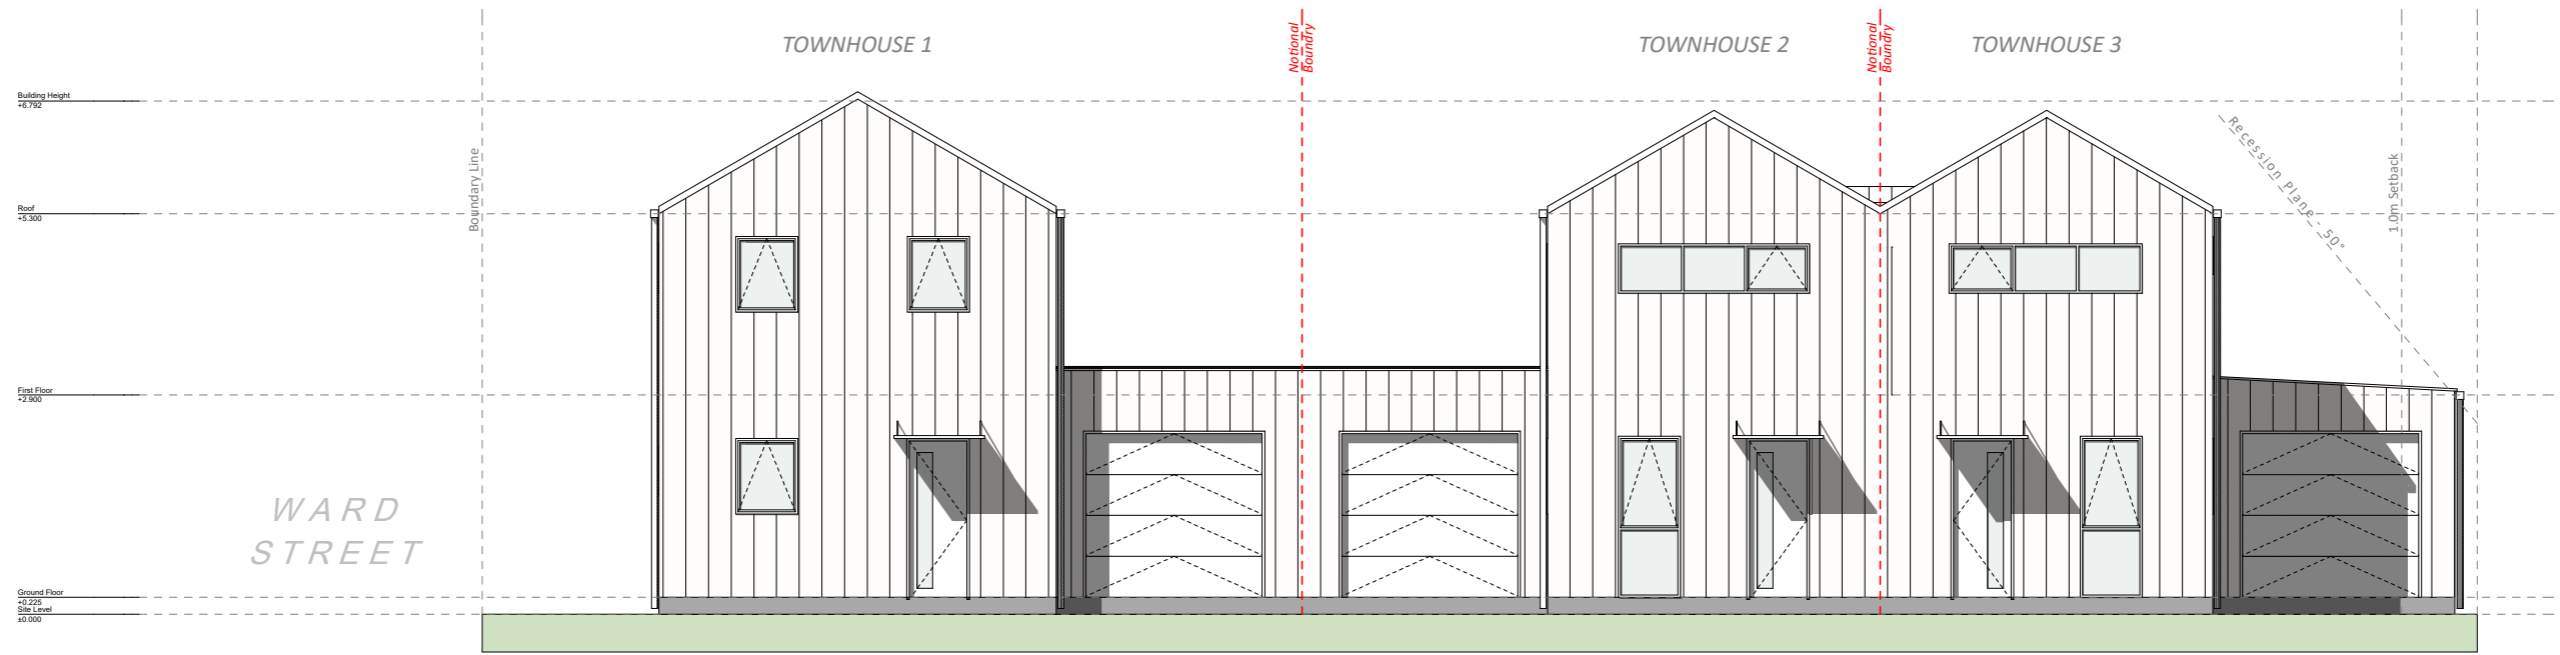 TOWNHOUSE 1
Notional
Boundry
TOWNHOUSE 2
Notional
Boundry
TOWNHOUSE 3
Building Height
+6.792
Boundary Line
Recession Plane - 50°
1.0m Setback
Roof
+5.300
First Floor
+2.900
WARD
STREET
Ground Floor
+0.225
Site Level
±0.000